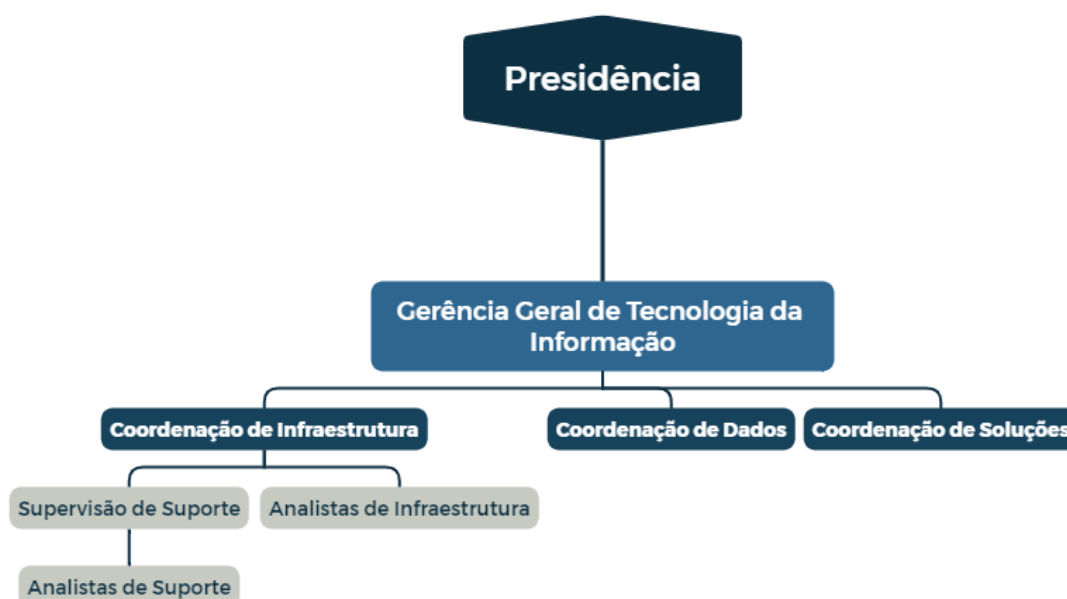 Presidência
Gerência Geral de Tecnologia da
Informação
Coordenação de Infraestrutura
Coordenação de Dados
Coordenação de Soluções
Supervisão de Suporte
Analistas de Infraestrutura
Analistas de Suporte